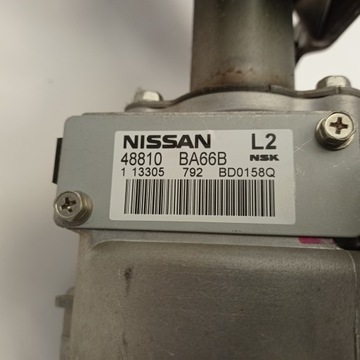 NISSAN L2
48810 BA66B NSK
1 13305 792 BD0158Q